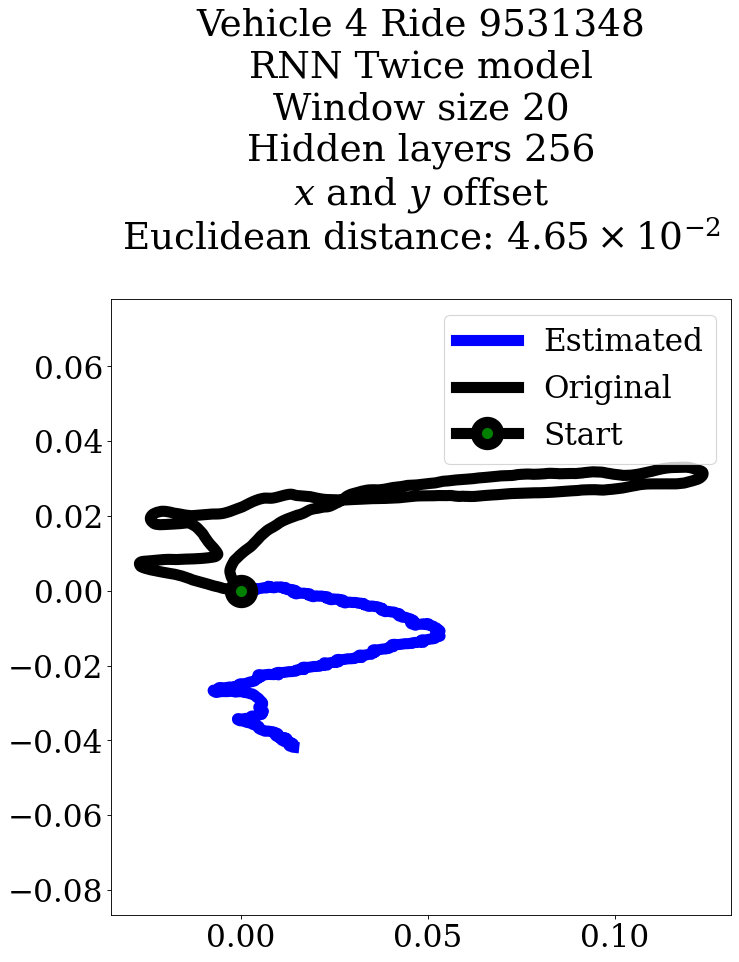 Vehicle 4 Ride 9531348
RNN Twice model
Window size 20
Hidden layers 256
x and y offset
Euclidean distance: 4.65 × 10⁻²
Estimated
Original
Start
0.06
0.04
0.02
0.00
−0.02
−0.04
−0.06
−0.08
0.00 0.05 0.10